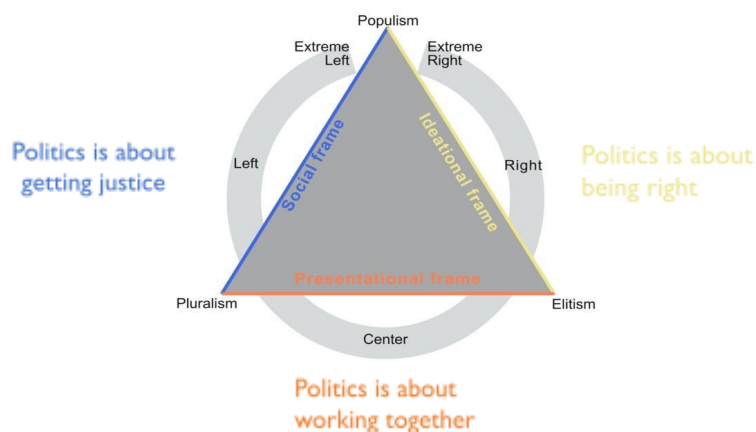 Populism
Extreme
Left
Extreme
Right
Politics is about
getting justice
Left
Social frame
Ideational frame
Right
Politics is about
being right
Presentational frame
Pluralism
Elitism
Center
Politics is about
working together